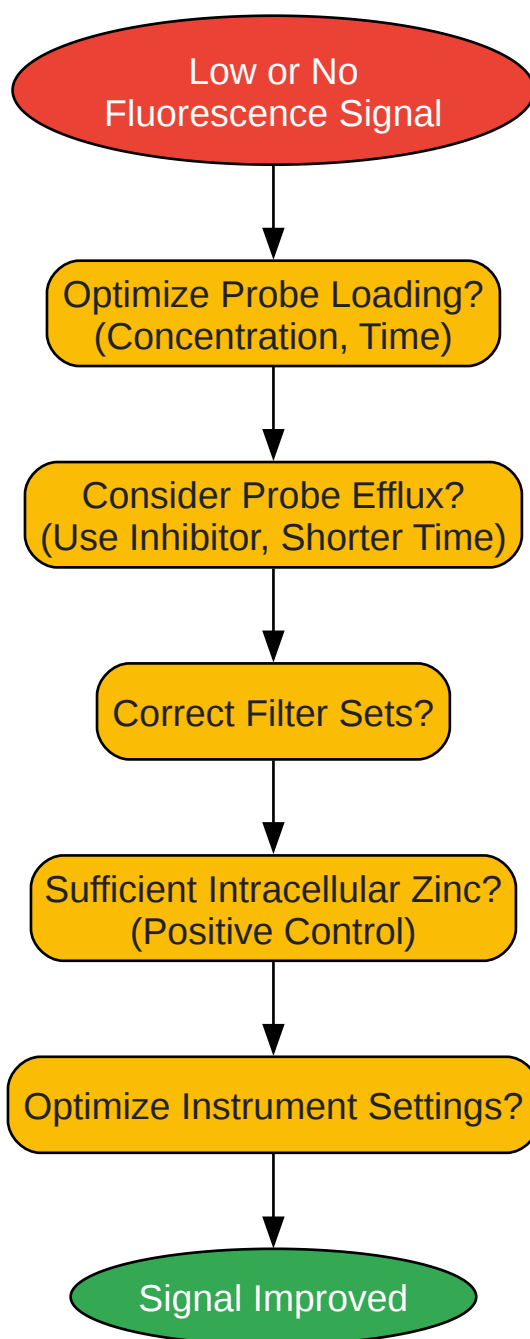 Low or No
Fluorescence Signal
Optimize Probe Loading?
(Concentration, Time)
Consider Probe Efflux?
(Use Inhibitor, Shorter Time)
Correct Filter Sets?
Sufficient Intracellular Zinc?
(Positive Control)
Optimize Instrument Settings?
Signal Improved